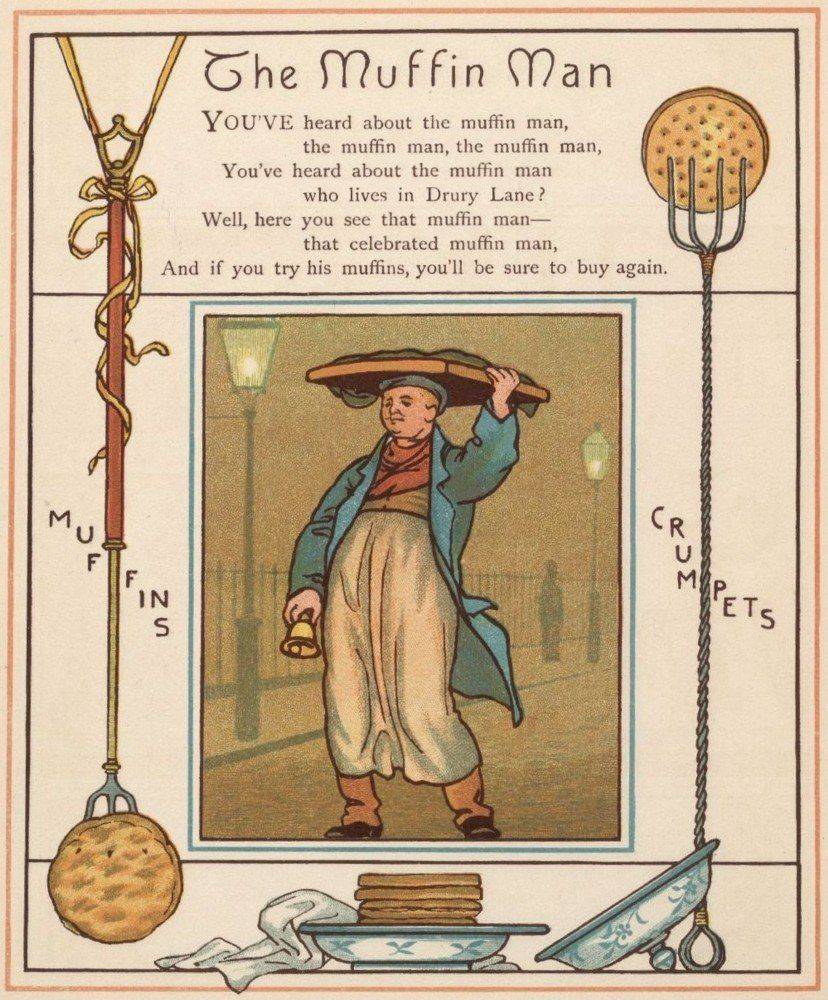 The Muffin Man
YOU'VE heard about the muffin man,
the muffin man, the muffin man,
You've heard about the muffin man
who lives in Drury Lane?
Well, here you see that muffin man—
that celebrated muffin man,
And if you try his muffins, you'll be sure to buy again.
MUFFINS
CRUMPETS